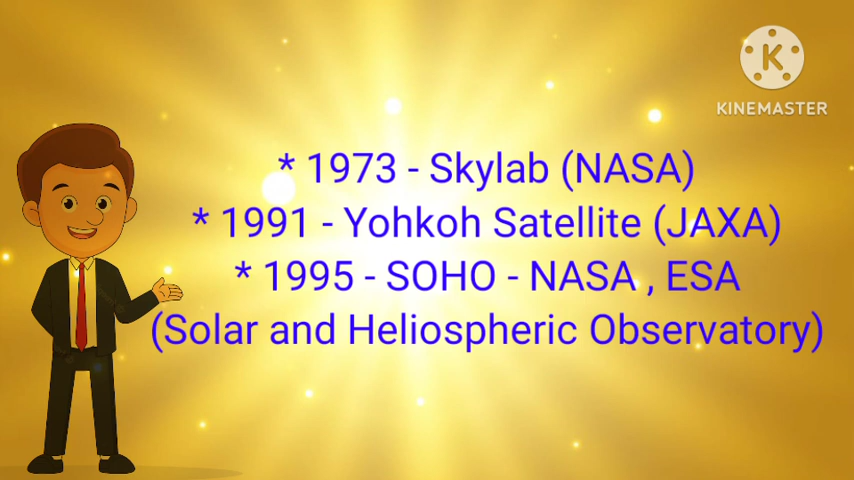 K
KINEMASTER
* 1973 - Skylab (NASA)
* 1991 - Yohkoh Satellite (JAXA)
* 1995 - SOHO - NASA , ESA
(Solar and Heliospheric Observatory)